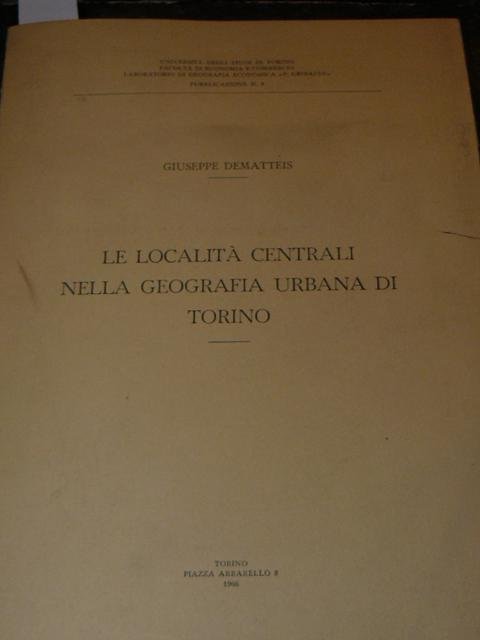 UNIVERSITÀ DEGLI STUDI DI TORINO
FACOLTÀ DI ECONOMIA E COMMERCIO
LABORATORIO DI GEOGRAFIA ECONOMICA «P. GRIBAUDI»
PUBBLICAZIONE N. 4
GIUSEPPE DEMATTEIS
LE LOCALITÀ CENTRALI
NELLA GEOGRAFIA URBANA DI
TORINO
TORINO
PIAZZA ARBARELLO 8
1966